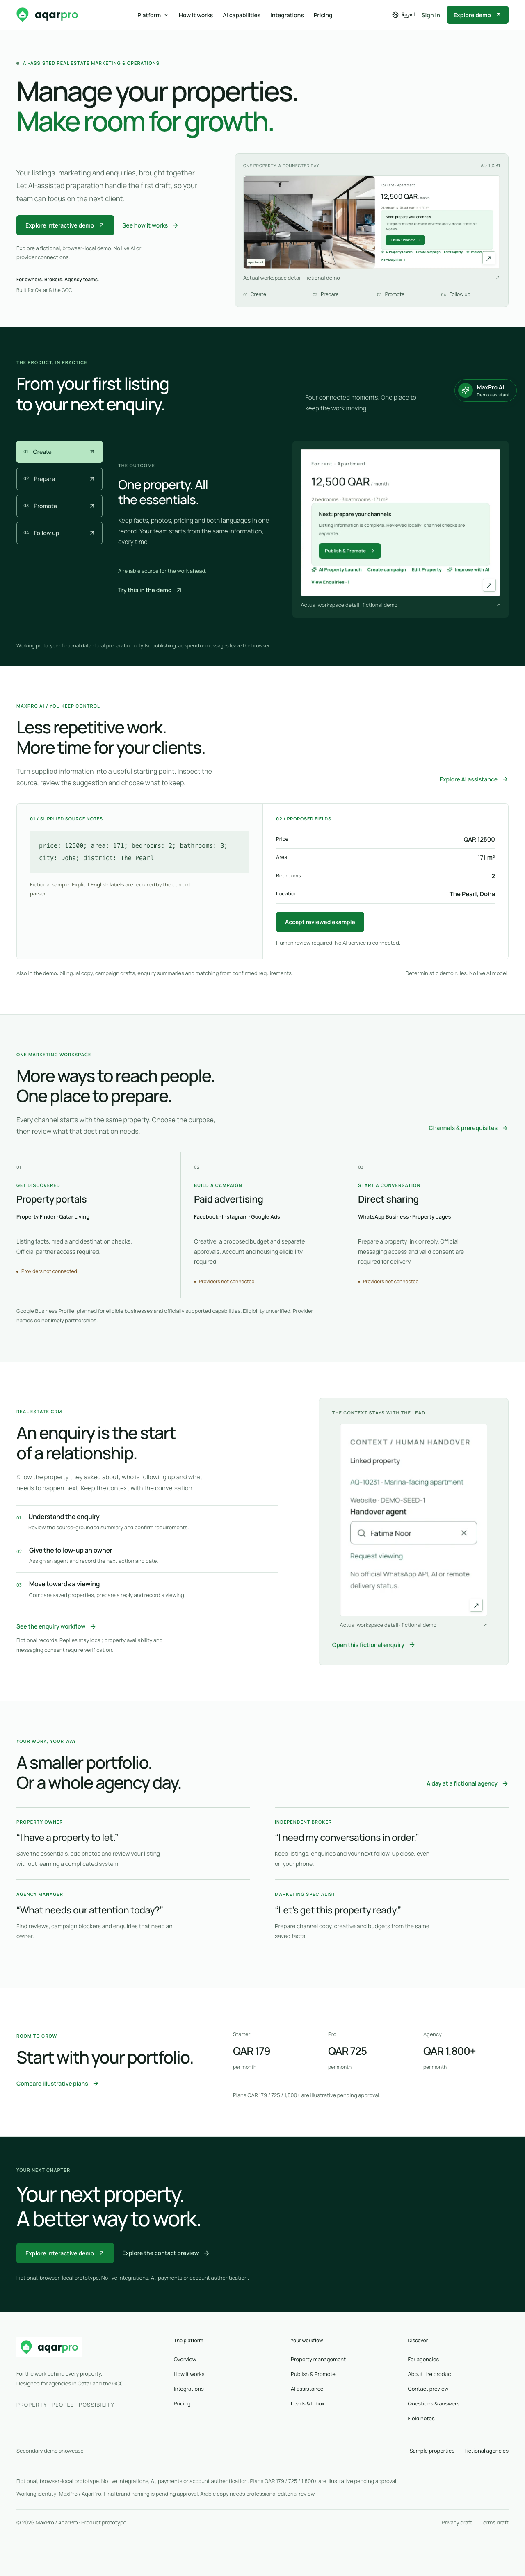 aqarpro
Platform
How it works
AI capabilities
Integrations
Pricing
العربية
Sign in
Explore demo
AI-ASSISTED REAL ESTATE MARKETING & OPERATIONS
Manage your properties.
Make room for growth.
Your listings, marketing and enquiries, brought together.
Let AI-assisted preparation handle the first draft, so your
team can focus on the next client.
Explore interactive demo
See how it works
Explore a fictional, browser-local demo. No live AI or
provider connections.
For owners. Brokers. Agency teams.
Built for Qatar & the GCC
ONE PROPERTY, A CONNECTED DAY
AQ-10231
For rent · Apartment
12,500 QAR / month
Next: prepare your channels
Publish & Promote
View Enquiries · 1
Apartment
Actual workspace detail · fictional demo
01 Create
02 Prepare
03 Promote
04 Follow up
THE PRODUCT, IN PRACTICE
From your first listing
to your next enquiry.
Four connected moments. One place to
keep the work moving.
MaxPro AI
Demo assistant
01 Create
02 Prepare
03 Promote
04 Follow up
THE OUTCOME
One property. All
the essentials.
Keep facts, photos, pricing and both languages in one
record. Your team starts from the same information,
every time.
A reliable source for the work ahead.
Try this in the demo
For rent · Apartment
12,500 QAR / month
2 bedrooms · 3 bathrooms · 171 m²
Next: prepare your channels
Listing information is complete. Reviewed locally; channel checks are
separate.
Publish & Promote
AI Property Launch
Create campaign
Edit Property
Improve with AI
View Enquiries · 1
Actual workspace detail · fictional demo
Working prototype · fictional data · local preparation only. No publishing, ad spend or messages leave the browser.
MAXPRO AI / YOU KEEP CONTROL
Less repetitive work.
More time for your clients.
Turn supplied information into a useful starting point. Inspect the
source, review the suggestion and choose what to keep.
Explore AI assistance
01 / SUPPLIED SOURCE NOTES
price: 12500; area: 171; bedrooms: 2; bathrooms: 3;
city: Doha; district: The Pearl
Fictional sample. Explicit English labels are required by the current
parser.
02 / PROPOSED FIELDS
Price
QAR 12500
Area
171 m²
Bedrooms
2
Location
The Pearl, Doha
Accept reviewed example
Human review required. No AI service is connected.
Also in the demo: bilingual copy, campaign drafts, enquiry summaries and matching from confirmed requirements.
Deterministic demo rules. No live AI model.
ONE MARKETING WORKSPACE
More ways to reach people.
One place to prepare.
Every channel starts with the same property. Choose the purpose,
then review what that destination needs.
Channels & prerequisites
01
GET DISCOVERED
Property portals
Property Finder · Qatar Living
Listing facts, media and destination checks.
Official partner access required.
Providers not connected
02
BUILD A CAMPAIGN
Paid advertising
Facebook · Instagram · Google Ads
Creative, a proposed budget and separate
approvals. Account and housing eligibility
required.
Providers not connected
03
START A CONVERSATION
Direct sharing
WhatsApp Business · Property pages
Prepare a property link or reply. Official
messaging access and valid consent are
required for delivery.
Providers not connected
Google Business Profile: planned for eligible businesses and officially supported capabilities. Eligibility unverified. Provider
names do not imply partnerships.
REAL ESTATE CRM
An enquiry is the start
of a relationship.
Know the property they asked about, who is following up and what
needs to happen next. Keep the context with the conversation.
01 Understand the enquiry
Review the source-grounded summary and confirm requirements.
02 Give the follow-up an owner
Assign an agent and record the next action and date.
03 Move towards a viewing
Compare saved properties, prepare a reply and record a viewing.
See the enquiry workflow
Fictional records. Replies stay local; property availability and
messaging consent require verification.
THE CONTEXT STAYS WITH THE LEAD
CONTEXT / HUMAN HANDOVER
Linked property
AQ-10231 · Marina-facing apartment
Website · DEMO-SEED-1
Handover agent
Fatima Noor
Request viewing
No official WhatsApp API, AI or remote
delivery status.
Actual workspace detail · fictional demo
Open this fictional enquiry
YOUR WORK, YOUR WAY
A smaller portfolio.
Or a whole agency day.
A day at a fictional agency
PROPERTY OWNER
“I have a property to let.”
Save the essentials, add photos and review your listing
without learning a complicated system.
INDEPENDENT BROKER
“I need my conversations in order.”
Keep listings, enquiries and your next follow-up close, even
on your phone.
AGENCY MANAGER
“What needs our attention today?”
Find reviews, campaign blockers and enquiries that need an
owner.
MARKETING SPECIALIST
“Let’s get this property ready.”
Prepare channel copy, creative and budgets from the same
saved facts.
ROOM TO GROW
Start with your portfolio.
Compare illustrative plans
Starter
QAR 179
per month
Pro
QAR 725
per month
Agency
QAR 1,800+
per month
Plans QAR 179 / 725 / 1,800+ are illustrative pending approval.
YOUR NEXT CHAPTER
Your next property.
A better way to work.
Explore interactive demo
Explore the contact preview
Fictional, browser-local prototype. No live integrations, AI, payments or account authentication.
aqarpro
For the work behind every property.
Designed for agencies in Qatar and the GCC.
PROPERTY · PEOPLE · POSSIBILITY
The platform
Overview
How it works
Integrations
Pricing
Your workflow
Property management
Publish & Promote
AI assistance
Leads & Inbox
Discover
For agencies
About the product
Contact preview
Questions & answers
Field notes
Secondary demo showcase
Sample properties
Fictional agencies
Fictional, browser-local prototype. No live integrations, AI, payments or account authentication. Plans QAR 179 / 725 / 1,800+ are illustrative pending approval.
Working identity: MaxPro / AqarPro. Final brand naming is pending approval. Arabic copy needs professional editorial review.
© 2026 MaxPro / AqarPro · Product prototype
Privacy draft
Terms draft